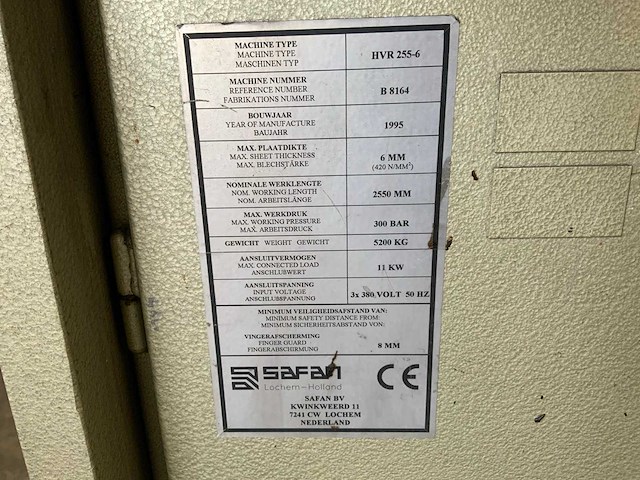 MACHINE TYPE
MACHINE TYPE
MASCHINEN TYP
HVR 255-6
MACHINE NUMMER
REFERENCE NUMBER
FABRIKATIONS NUMMER
B 8164
BOUWJAAR
YEAR OF MANUFACTURE
BAUJAHR
1995
MAX. PLAATDIKTE
MAX. SHEET THICKNESS
MAX. BLECHSTÄRKE
6 MM
(420 N/MM²)
NOMINALE WERKLENGTE
NOM. WORKING LENGTH
NOM. ARBEITSLÄNGE
2550 MM
MAX. WERKDRUK
MAX. WORKING PRESSURE
MAX. ARBEITSDRUCK
300 BAR
GEWICHT WEIGHT GEWICHT
5200 KG
AANSLUITVERMOGEN
MAX. CONNECTED LOAD
ANSCHLUßWERT
11 KW
AANSLUITSPANNING
INPUT VOLTAGE
ANSCHLUßSPANNUNG
3x 380 VOLT 50 HZ
MINIMUM VEILIGHEIDSAFSTAND VAN:
MINIMUM SAFETY DISTANCE FROM:
MINIMUM SICHERHEITSABSTAND VON:
VINGERAFSCHERMING
FINGER GUARD
FINGERABSCHIRMUNG
8 MM
SAFAN
Lochem-Holland
CE
SAFAN BV
KWINKWEERD 11
7241 CW LOCHEM
NEDERLAND